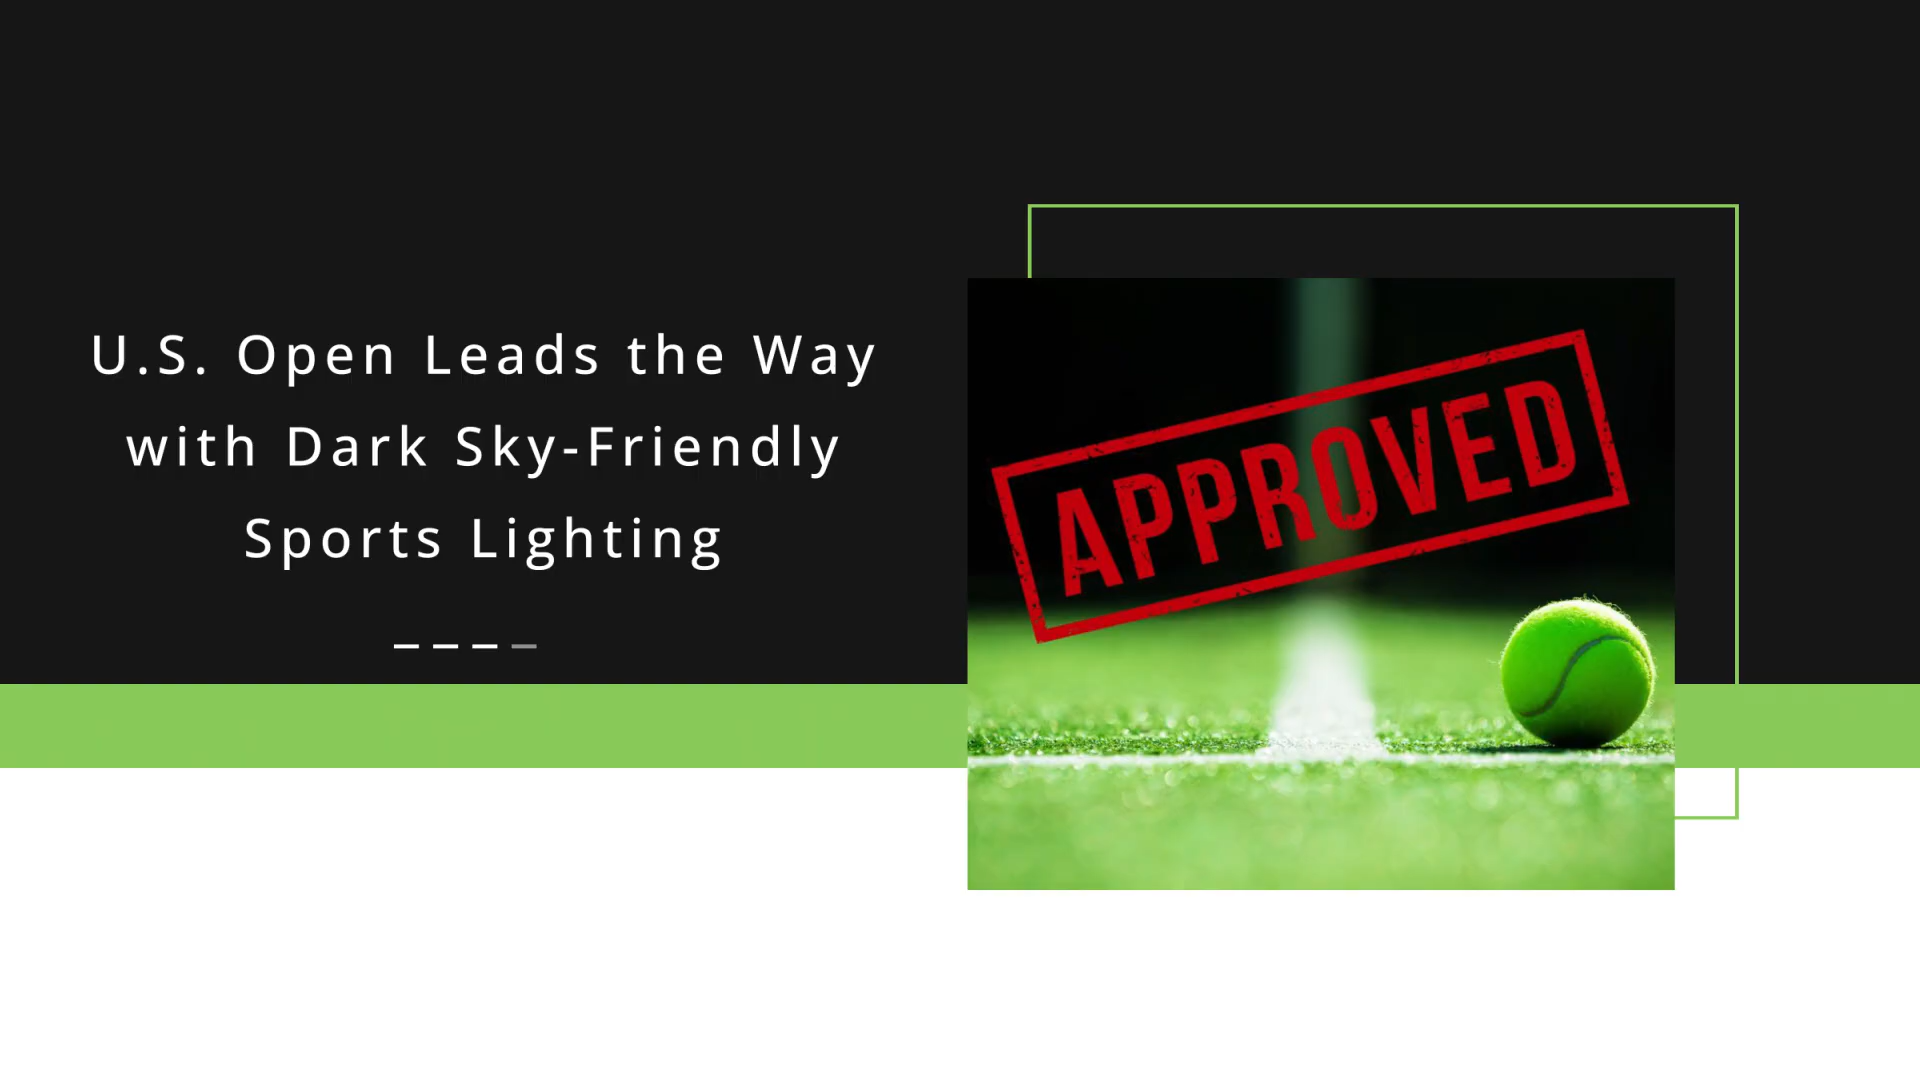 U.S. Open Leads the Way
with Dark Sky-Friendly
Sports Lighting
APPROVED